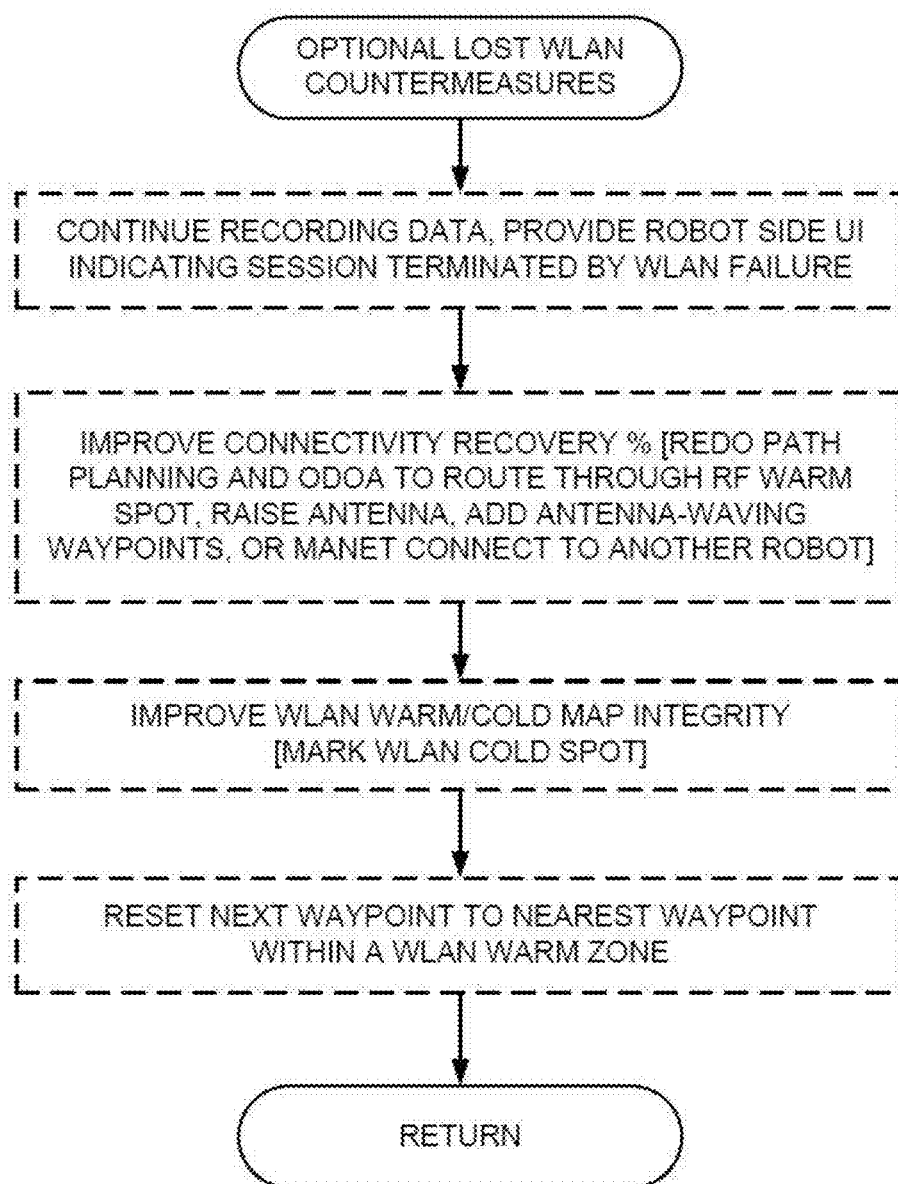 OPTIONAL LOST WLAN
COUNTERMEASURES
CONTINUE RECORDING DATA, PROVIDE ROBOT SIDE UI
INDICATING SESSION TERMINATED BY WLAN FAILURE
IMPROVE CONNECTIVITY RECOVERY % [REDO PATH
PLANNING AND ODOA TO ROUTE THROUGH RF WARM
SPOT, RAISE ANTENNA, ADD ANTENNA-WAVING
WAYPOINTS, OR MANET CONNECT TO ANOTHER ROBOT]
IMPROVE WLAN WARM/COLD MAP INTEGRITY
[MARK WLAN COLD SPOT]
RESET NEXT WAYPOINT TO NEAREST WAYPOINT
WITHIN A WLAN WARM ZONE
RETURN